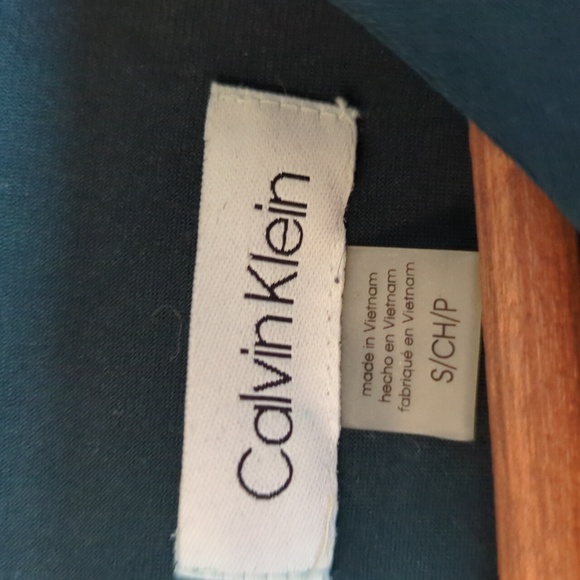 Calvin Klein
made in Vietnam
hecho en Vietnam
fabriqué en Vietnam
S/CH/P